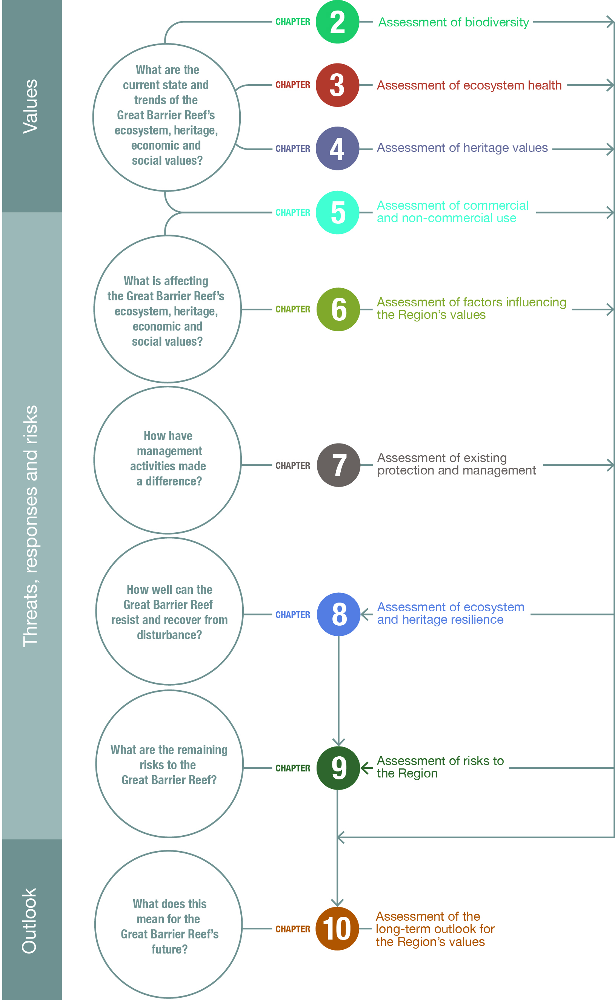 Values
What are the
current state and
trends of the
Great Barrier Reef’s
ecosystem, heritage,
economic and
social values?
CHAPTER 2 Assessment of biodiversity
CHAPTER 3 Assessment of ecosystem health
CHAPTER 4 Assessment of heritage values
CHAPTER 5 Assessment of commercial
and non-commercial use
Threats, responses and risks
What is affecting
the Great Barrier Reef’s
ecosystem, heritage,
economic and
social values?
CHAPTER 6 Assessment of factors influencing
the Region’s values
How have
management
activities made
a difference?
CHAPTER 7 Assessment of existing
protection and management
How well can the
Great Barrier Reef
resist and recover from
disturbance?
CHAPTER 8 Assessment of ecosystem
and heritage resilience
What are the remaining
risks to the
Great Barrier Reef?
CHAPTER 9 Assessment of risks to
the Region
Outlook
What does this
mean for the
Great Barrier Reef’s
future?
CHAPTER 10 Assessment of the
long-term outlook for
the Region’s values